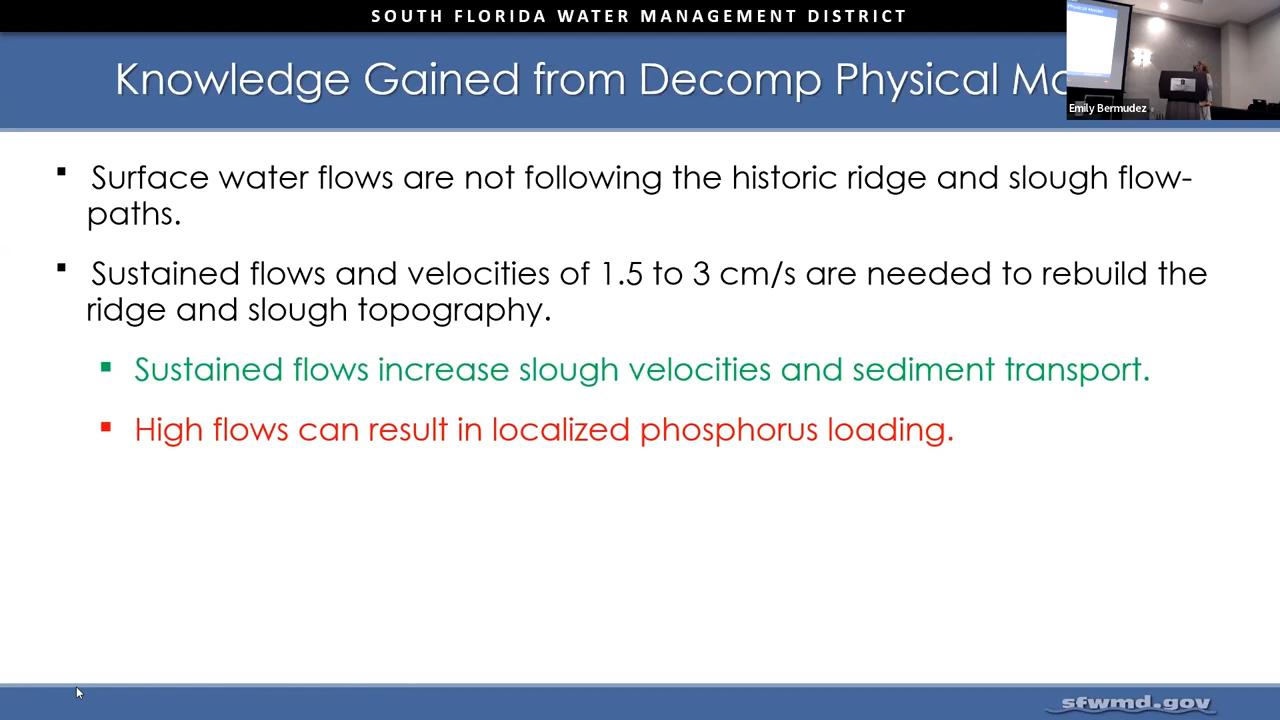 SOUTH FLORIDA WATER MANAGEMENT DISTRICT
Knowledge Gained from Decomp Physical
Emily Bermudez
▪ Surface water flows are not following the historic ridge and slough flow-
paths.
▪ Sustained flows and velocities of 1.5 to 3 cm/s are needed to rebuild the
ridge and slough topography.
▪ Sustained flows increase slough velocities and sediment transport.
▪ High flows can result in localized phosphorus loading.
sfwmd.gov